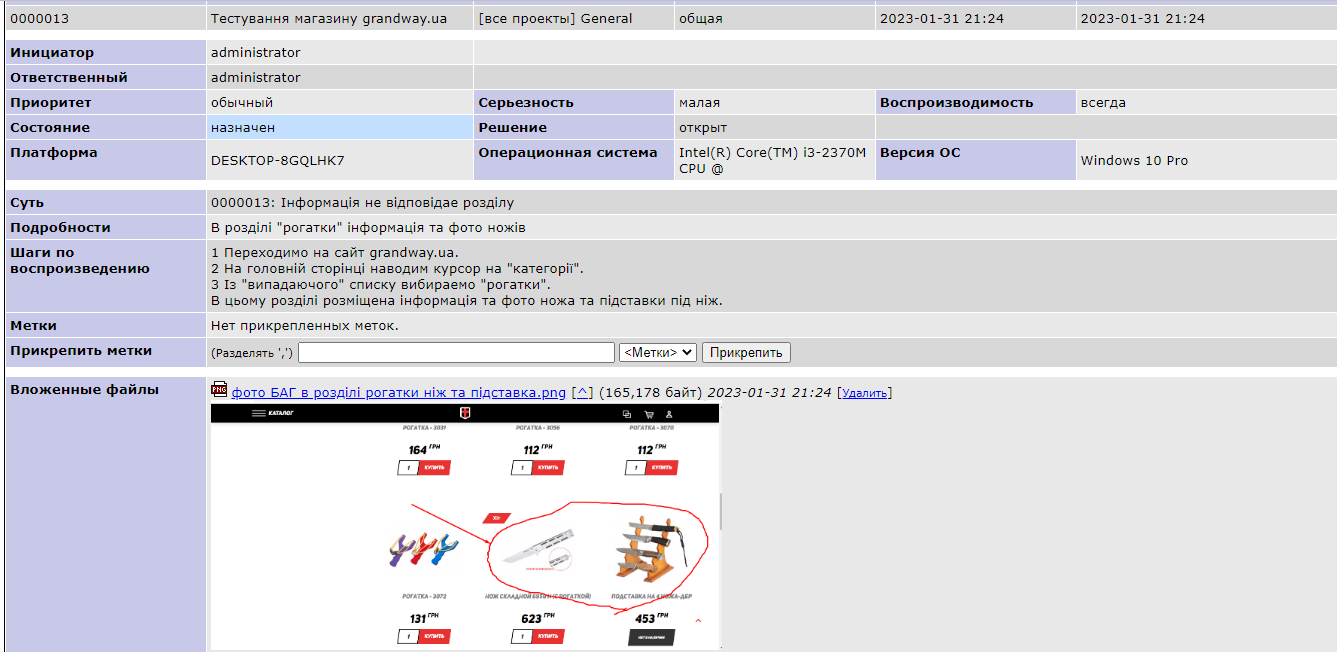 0000013 Тестування магазину grandway.ua [все проекты] General общая 2023-01-31 21:24 2023-01-31 21:24
Инициатор administrator
Ответственный administrator
Приоритет обычный Серьезность малая Воспроизводимость всегда
Состояние назначен Решение открыт
Платформа DESKTOP-8GQLHK7 Операционная система Intel(R) Core(TM) i3-2370M CPU @ Версия ОС Windows 10 Pro
Суть 0000013: Інформація не відповідае розділу
Подробности В розділі "рогатки" інформація та фото ножів
Шаги по воспроизведению 1 Переходимо на сайт grandway.ua.
2 На головній сторінці наводим курсор на "категорії".
3 Із "випадаючого" списку вибираемо "рогатки".
В цьому розділі розміщена інформація та фото ножа та підставки під ніж.
Метки Нет прикрепленных меток.
Прикрепить метки (Разделять ',') <Метки> Прикрепить
Вложенные файлы PNG фото БАГ в розділі рогатки ніж та підставка.png [^] (165,178 байт) 2023-01-31 21:24 [Удалить]
КАТАЛОГ
РОГАТКА - 3031 РОГАТКА - 3056 РОГАТКА - 3070
164 ГРН 112 ГРН 112 ГРН
1 КУПИТЬ 1 КУПИТЬ 1 КУПИТЬ
Хіт
РОГАТКА - 3072 НОЖ СКЛАДНОЙ (С РОГАТКОЙ) ПОДСТАВКА НА 4 НОЖА-ДЕР
131 ГРН 623 ГРН 453 ГРН
1 КУПИТЬ 1 КУПИТЬ НЕТ В НАЛИЧИИ